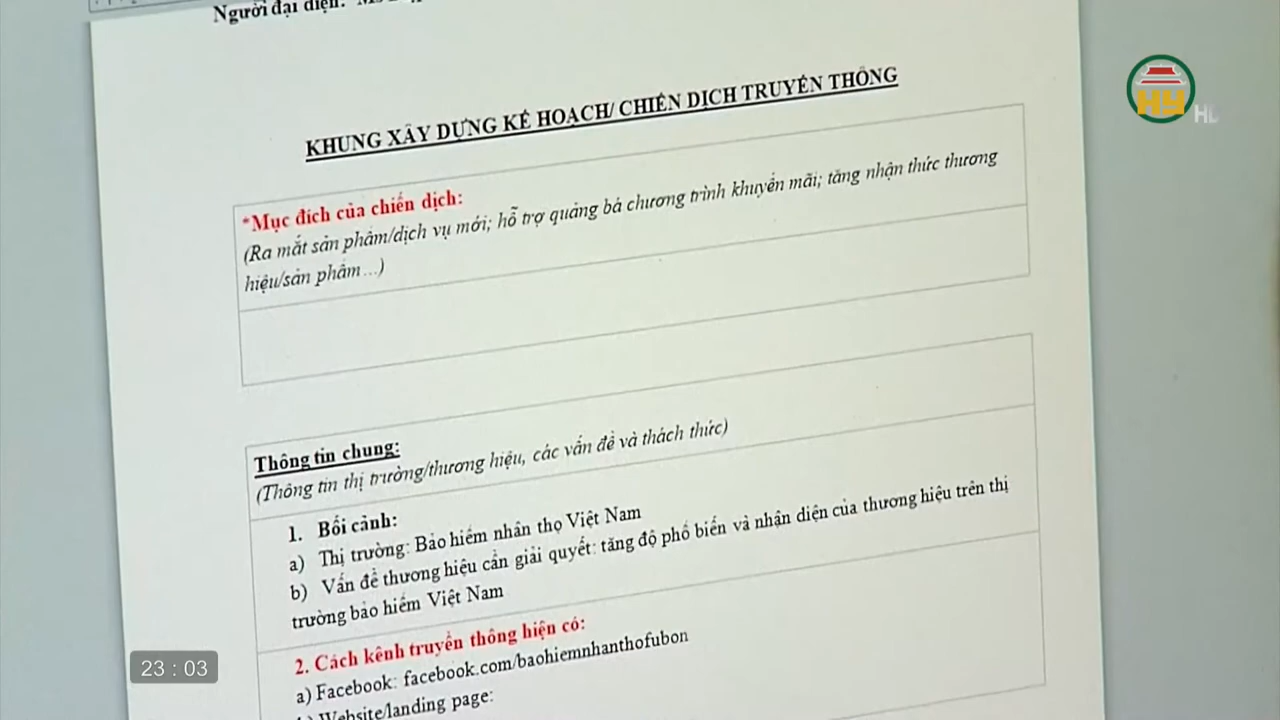 Người đại diện:
KHUNG XÂY DỰNG KẾ HOẠCH/ CHIẾN DỊCH TRUYỀN THÔNG
*Mục đích của chiến dịch:
(Ra mắt sản phẩm/dịch vụ mới; hỗ trợ quảng bá chương trình khuyến mãi; tăng nhận thức thương
hiệu/sản phẩm…)
Thông tin chung:
(Thông tin thị trường/thương hiệu, các vấn đề và thách thức)
1. Bối cảnh:
a) Thị trường: Bảo hiểm nhân thọ Việt Nam
b) Vấn đề thương hiệu cần giải quyết: tăng độ phổ biến và nhận diện của thương hiệu trên thị
trường bảo hiểm Việt Nam
2. Cách kênh truyền thông hiện có:
a) Facebook: facebook.com/baohiemnhanthofubon
b) Website/landing page:
HY
HD
23 : 03